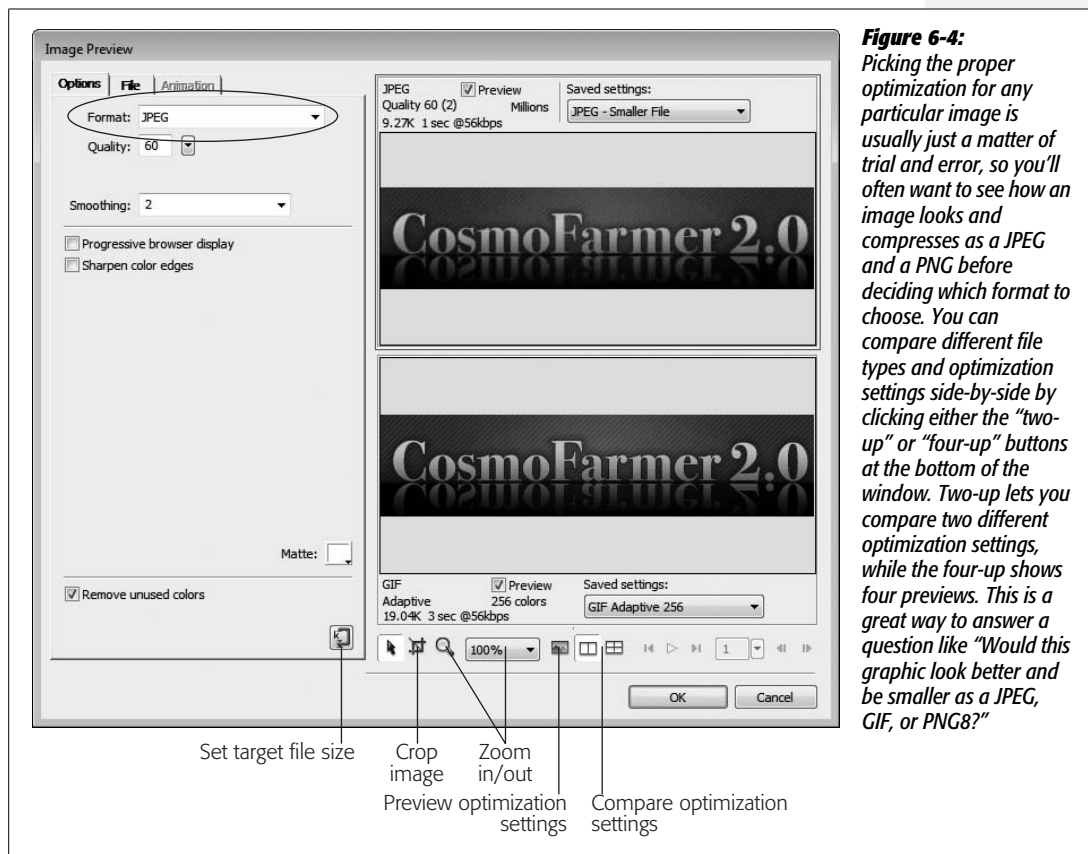 Image Preview
Options File Animation
Format: JPEG
Quality: 60
Smoothing: 2
Progressive browser display
Sharpen color edges
Matte:
Remove unused colors
JPEG Preview Saved settings:
Quality 60 (2) Millions JPEG - Smaller File
9.27K 1 sec @56kbps
CosmoFarmer 2.0
CosmoFarmer 2.0
GIF Preview Saved settings:
Adaptive 256 colors GIF Adaptive 256
19.04K 3 sec @56kbps
100% 1
OK Cancel
Set target file size
Crop
image
Zoom
in/out
Preview optimization
settings
Compare optimization
settings
Figure 6-4:
Picking the proper
optimization for any
particular image is
usually just a matter of
trial and error, so you’ll
often want to see how an
image looks and
compresses as a JPEG
and a PNG before
deciding which format to
choose. You can
compare different file
types and optimization
settings side-by-side by
clicking either the “two-
up” or “four-up” buttons
at the bottom of the
window. Two-up lets you
compare two different
optimization settings,
while the four-up shows
four previews. This is a
great way to answer a
question like “Would this
graphic look better and
be smaller as a JPEG,
GIF, or PNG8?”